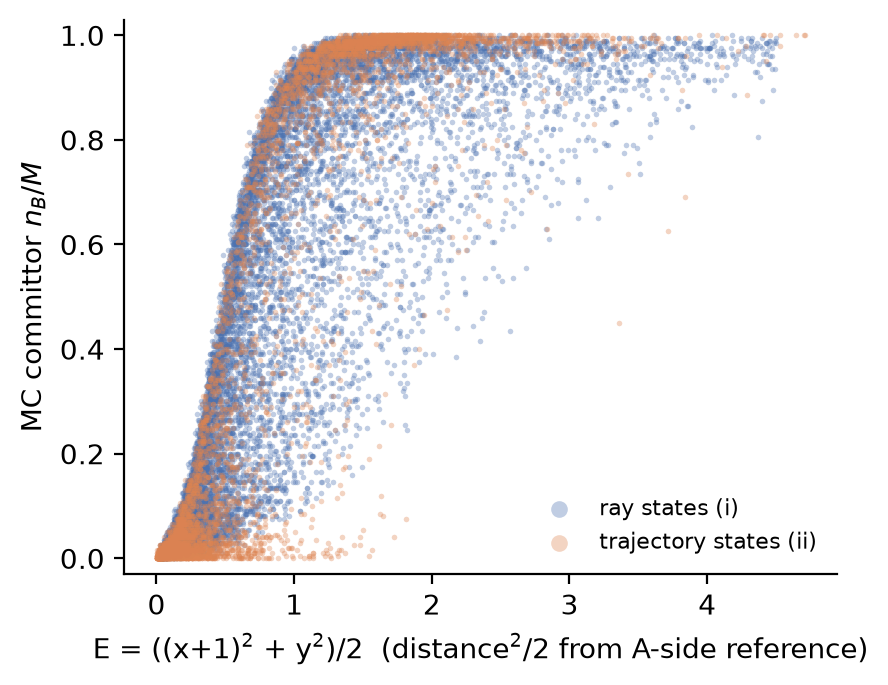 1.0
0.8
0.6
0.4
0.2
0.0
MC committor n_B/M
ray states (i)
trajectory states (ii)
0 1 2 3 4
E = ((x+1)² + y²)/2 (distance²/2 from A-side reference)